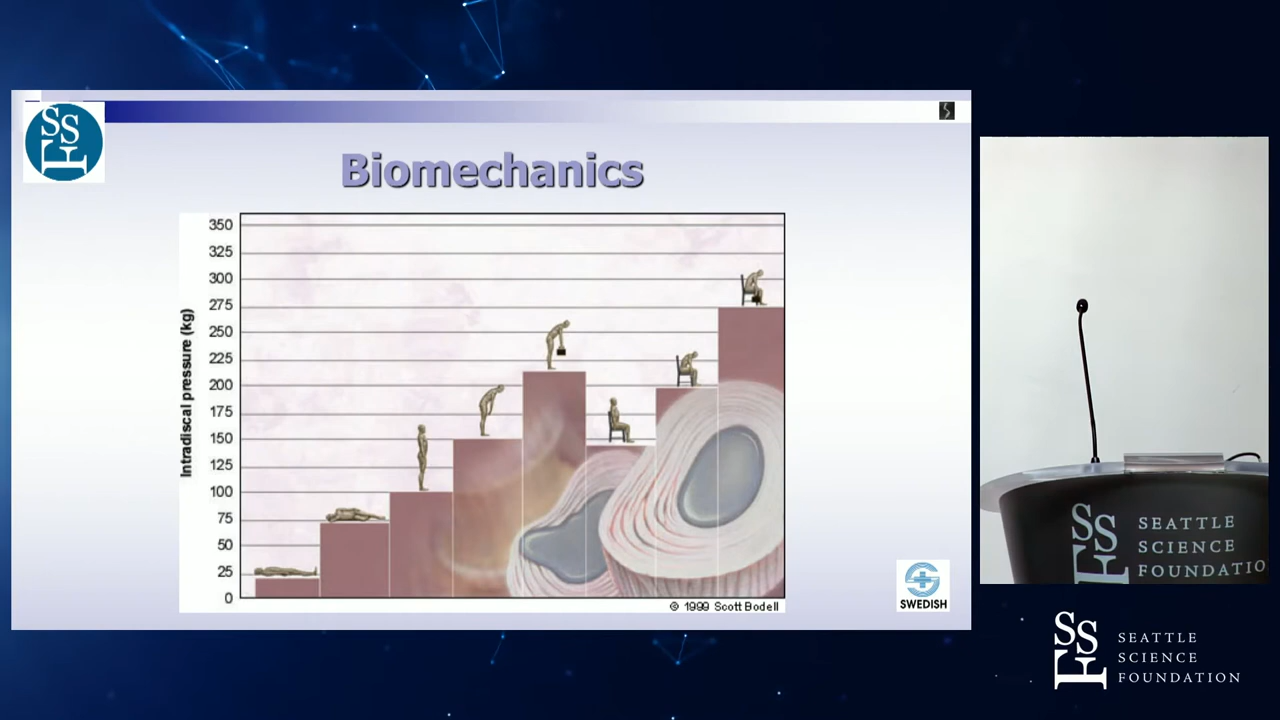 SSF
Biomechanics
Intradiscal pressure (kg)
350
325
300
275
250
225
200
175
150
125
100
75
50
25
0
© 1999 Scott Bodell
SWEDISH
SSF
SEATTLE
SCIENCE
FOUNDATIO
SSF
SEATTLE
SCIENCE
FOUNDATION